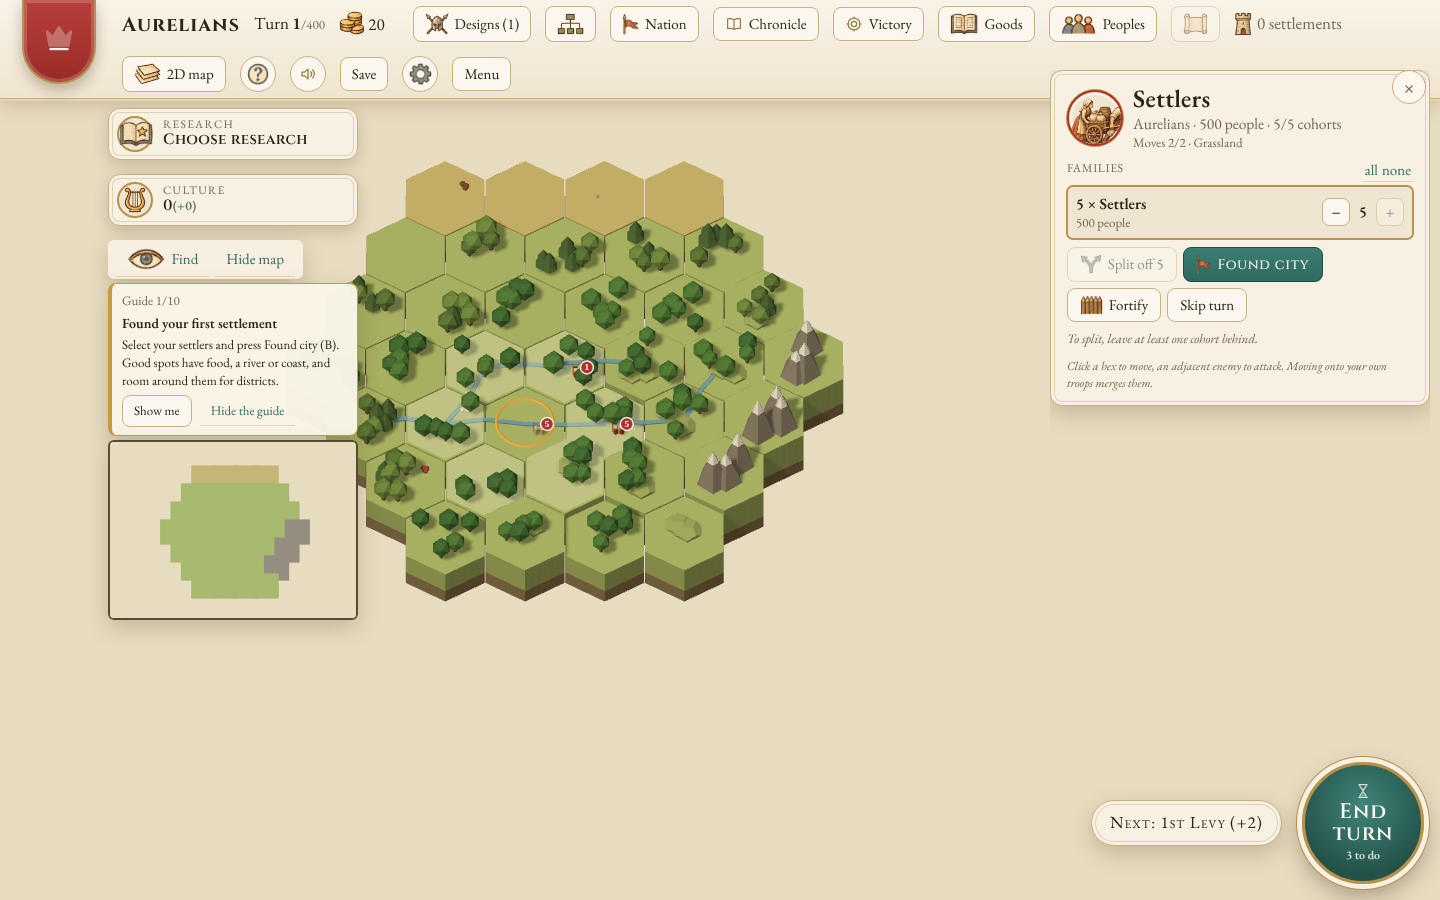 Aurelians Turn 1/400 20 Designs (1) Nation Chronicle Victory Goods Peoples 0 settlements
2D map ? Save Menu
RESEARCH
Choose research
CULTURE
0(+0)
Find Hide map
Guide 1/10
Found your first settlement
Select your settlers and press Found city (B).
Good spots have food, a river or coast, and
room around them for districts.
Show me Hide the guide
1
5 5
×
Settlers
Aurelians · 500 people · 5/5 cohorts
Moves 2/2 · Grassland
FAMILIES all none
5 × Settlers
500 people
− 5 +
Split off 5 Found city
Fortify Skip turn
To split, leave at least one cohort behind.
Click a hex to move, an adjacent enemy to attack. Moving onto your own
troops merges them.
Next: 1st Levy (+2)
End
turn
3 to do